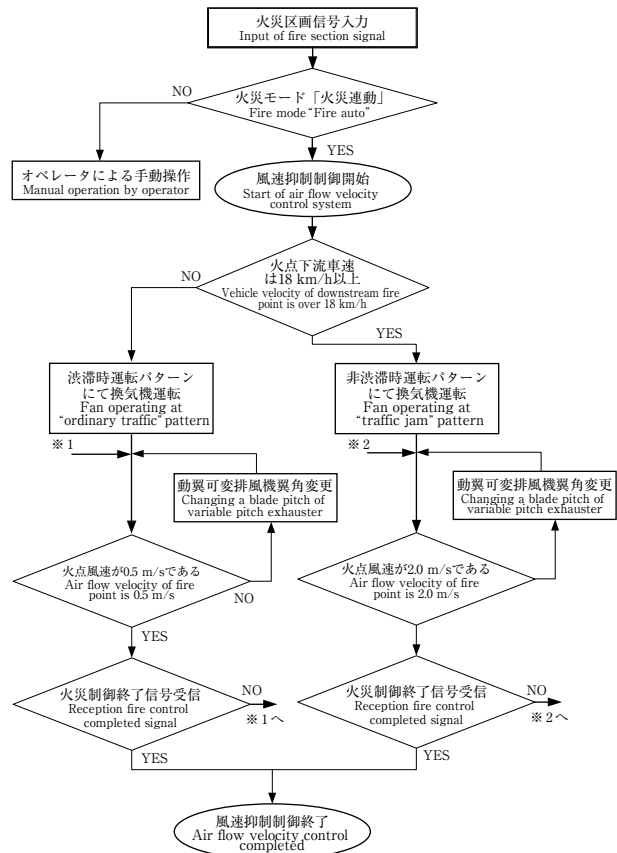 火災区画信号入力
Input of fire section signal
NO
火災モード「火災連動」
Fire mode “Fire auto”
YES
オペレータによる手動操作
Manual operation by operator
風速抑制制御開始
Start of air flow velocity
control system
NO
火点下流車速
は18 km/h以上
Vehicle velocity of downstream fire
point is over 18 km/h
YES
渋滞時運転パターン
にて換気機運転
Fan operating at
“ordinary traffic” pattern
非渋滞時運転パターン
にて換気機運転
Fan operating at
“traffic jam” pattern
※1
動翼可変排風機翼角変更
Changing a blade pitch of
variable pitch exhauster
※2
動翼可変排風機翼角変更
Changing a blade pitch of
variable pitch exhauster
火点風速が0.5 m/sである
Air flow velocity of fire
point is 0.5 m/s
NO
YES
火点風速が2.0 m/sである
Air flow velocity of fire
point is 2.0 m/s
YES
火災制御終了信号受信
Reception fire control
completed signal
NO
※1へ
YES
火災制御終了信号受信
Reception fire control
completed signal
NO
※2へ
YES
風速抑制制御終了
Air flow velocity control
completed